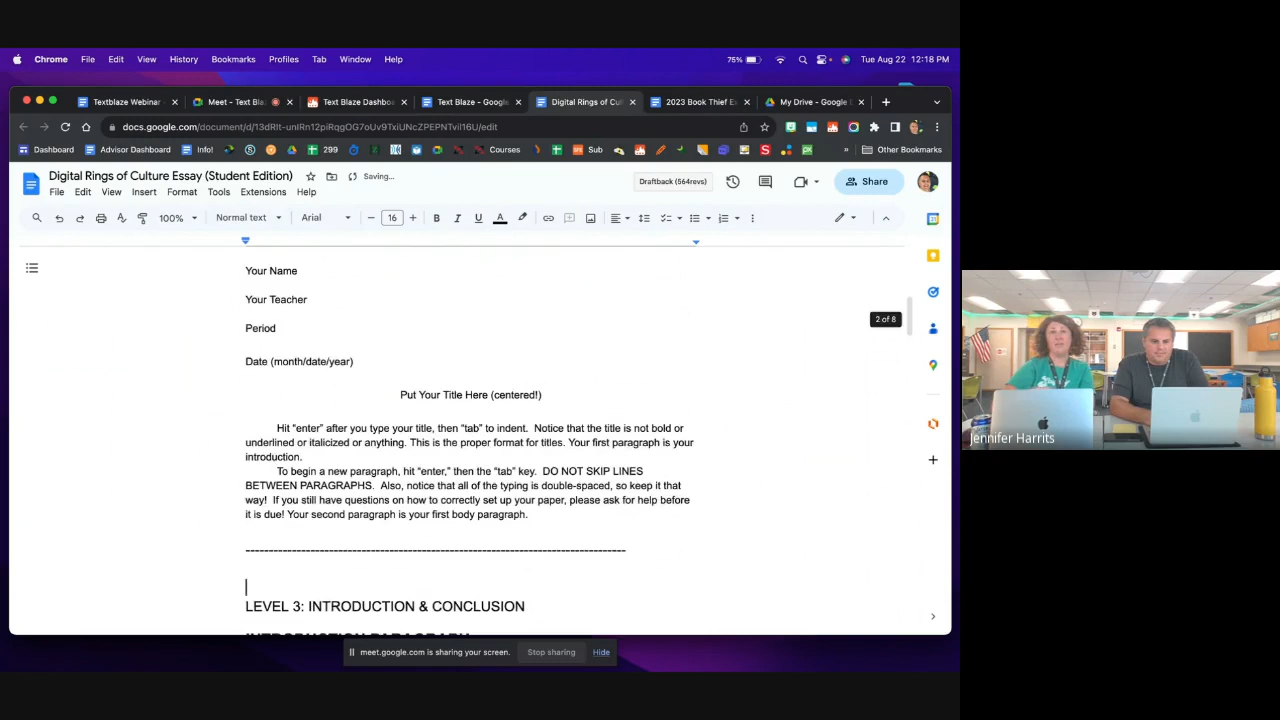 Chrome File Edit View History Bookmarks Profiles Tab Window Help 75% Tue Aug 22 12:18 PM
Textblaze Webinar Meet - Text Bla Text Blaze Dashbo Text Blaze - Google Digital Rings of Cul 2023 Book Thief Es My Drive - Google D
docs.google.com/document/d/13dRIt-unIRn12piRqgOG7oUv9TxiUNcZPEPNTvil16U/edit
Dashboard Advisor Dashboard Info! 299 Courses Sub » Other Bookmarks
Digital Rings of Culture Essay (Student Edition) Saving... Draftback (564revs) Share
File Edit View Insert Format Tools Extensions Help
100% Normal text Arial 16 B I U A
Your Name
Your Teacher
Period
2 of 8
Date (month/date/year)
Put Your Title Here (centered!)
Hit “enter” after you type your title, then “tab” to indent. Notice that the title is not bold or
underlined or italicized or anything. This is the proper format for titles. Your first paragraph is your
introduction.
To begin a new paragraph, hit “enter,” then the “tab” key. DO NOT SKIP LINES
BETWEEN PARAGRAPHS. Also, notice that all of the typing is double-spaced, so keep it that
way! If you still have questions on how to correctly set up your paper, please ask for help before
it is due! Your second paragraph is your first body paragraph.
-----------------------------------------------------------------------------------
LEVEL 3: INTRODUCTION & CONCLUSION
INTRODUCTION PARAGRAPH
meet.google.com is sharing your screen. Stop sharing Hide
Jennifer Harrits